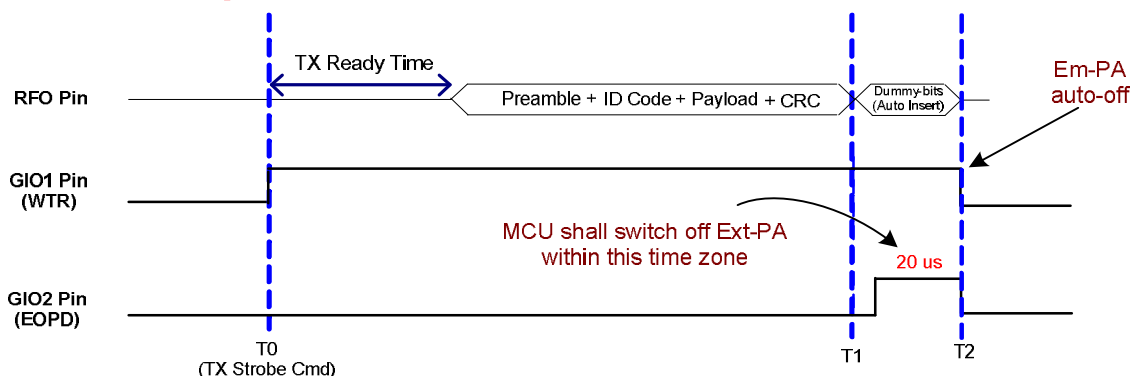 TX Ready Time
Em-PA
auto-off
RFO Pin
Preamble + ID Code + Payload + CRC
Dummy-bits
(Auto Insert)
GIO1 Pin
(WTR)
MCU shall switch off Ext-PA
within this time zone
20 us
GIO2 Pin
(EOPD)
T0
(TX Strobe Cmd)
T1
T2